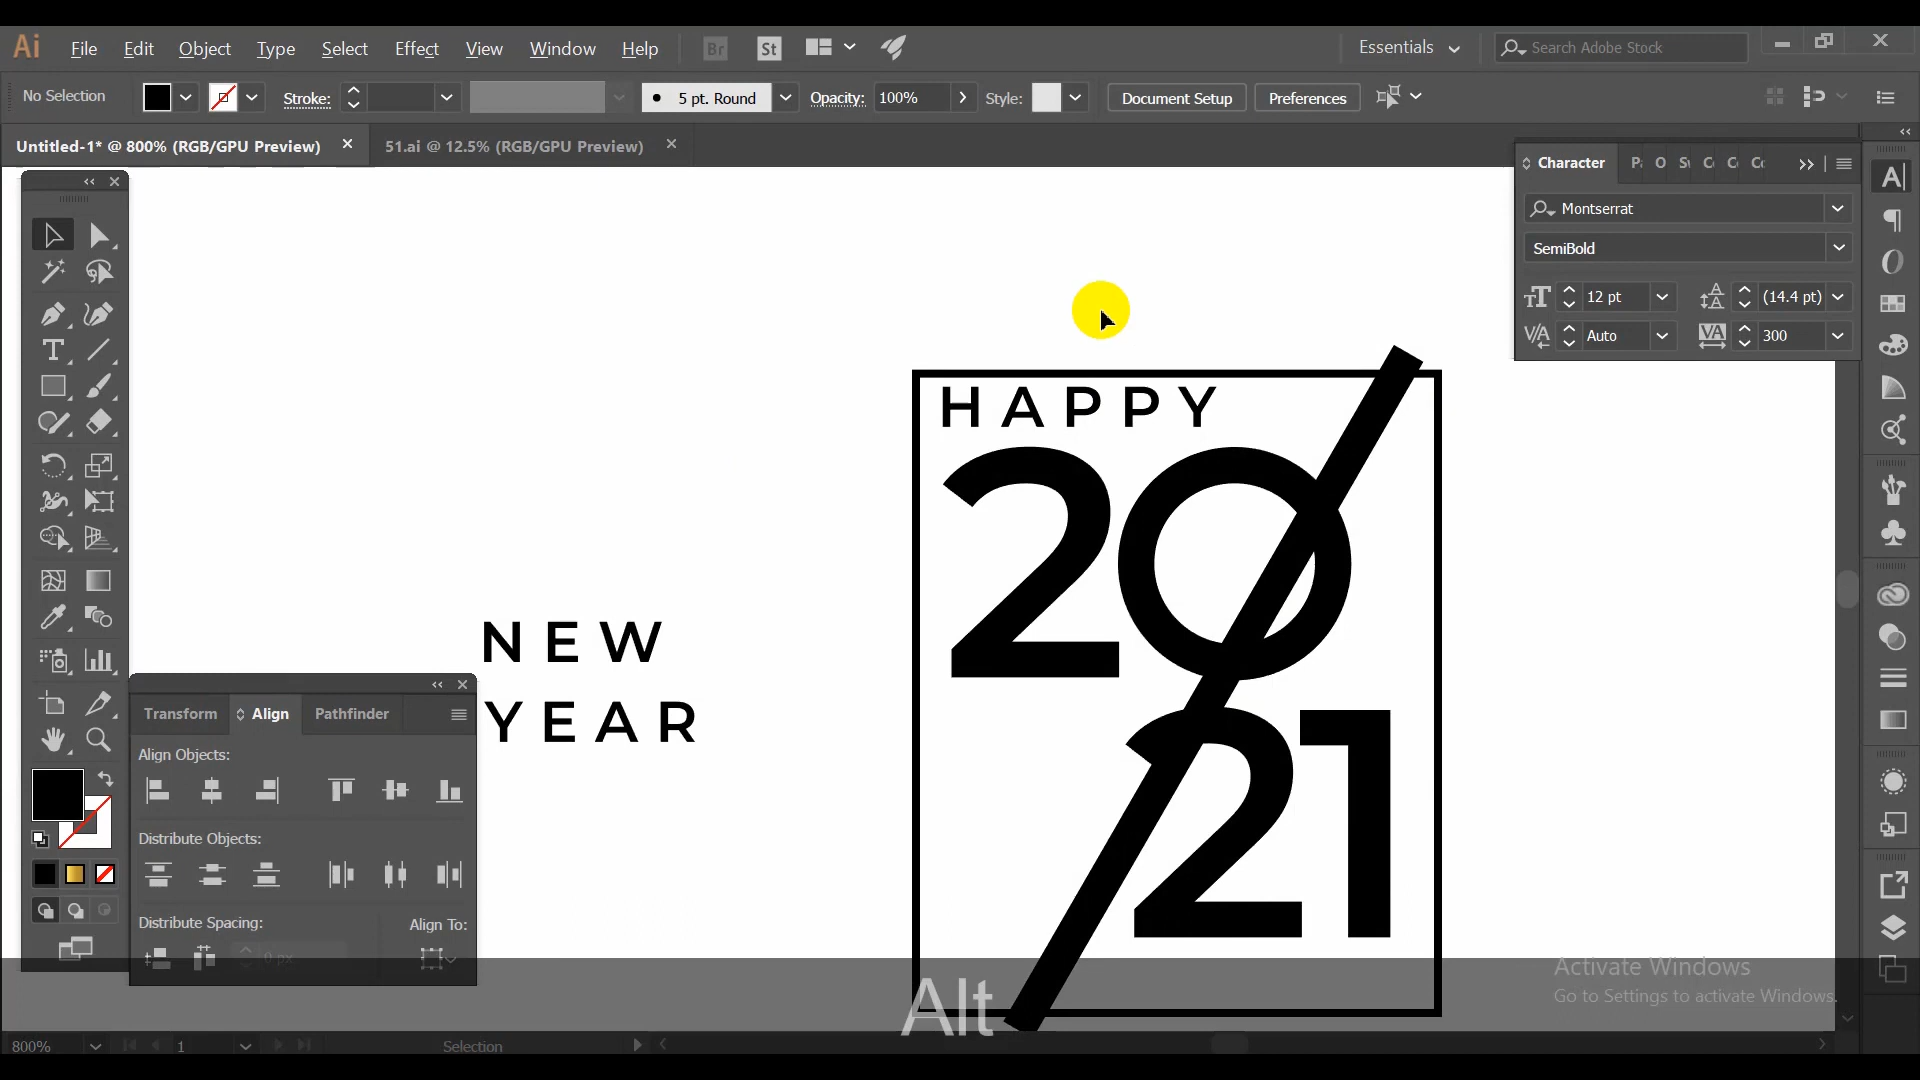 Ai File Edit Object Type Select Effect View Window Help Br St Essentials Search Adobe Stock
No Selection Stroke: 5 pt. Round Opacity: 100% Style: Document Setup Preferences
Untitled-1* @ 800% (RGB/GPU Preview) 51.ai @ 12.5% (RGB/GPU Preview)
Character
Montserrat
SemiBold
12 pt (14.4 pt)
Auto 300
HAPPY
20
21
NEW
YEAR
Transform Align Pathfinder
Align Objects:
Distribute Objects:
Distribute Spacing: Align To:
0 px
Alt
Activate Windows
Go to Settings to activate Windows.
800% 1 Selection